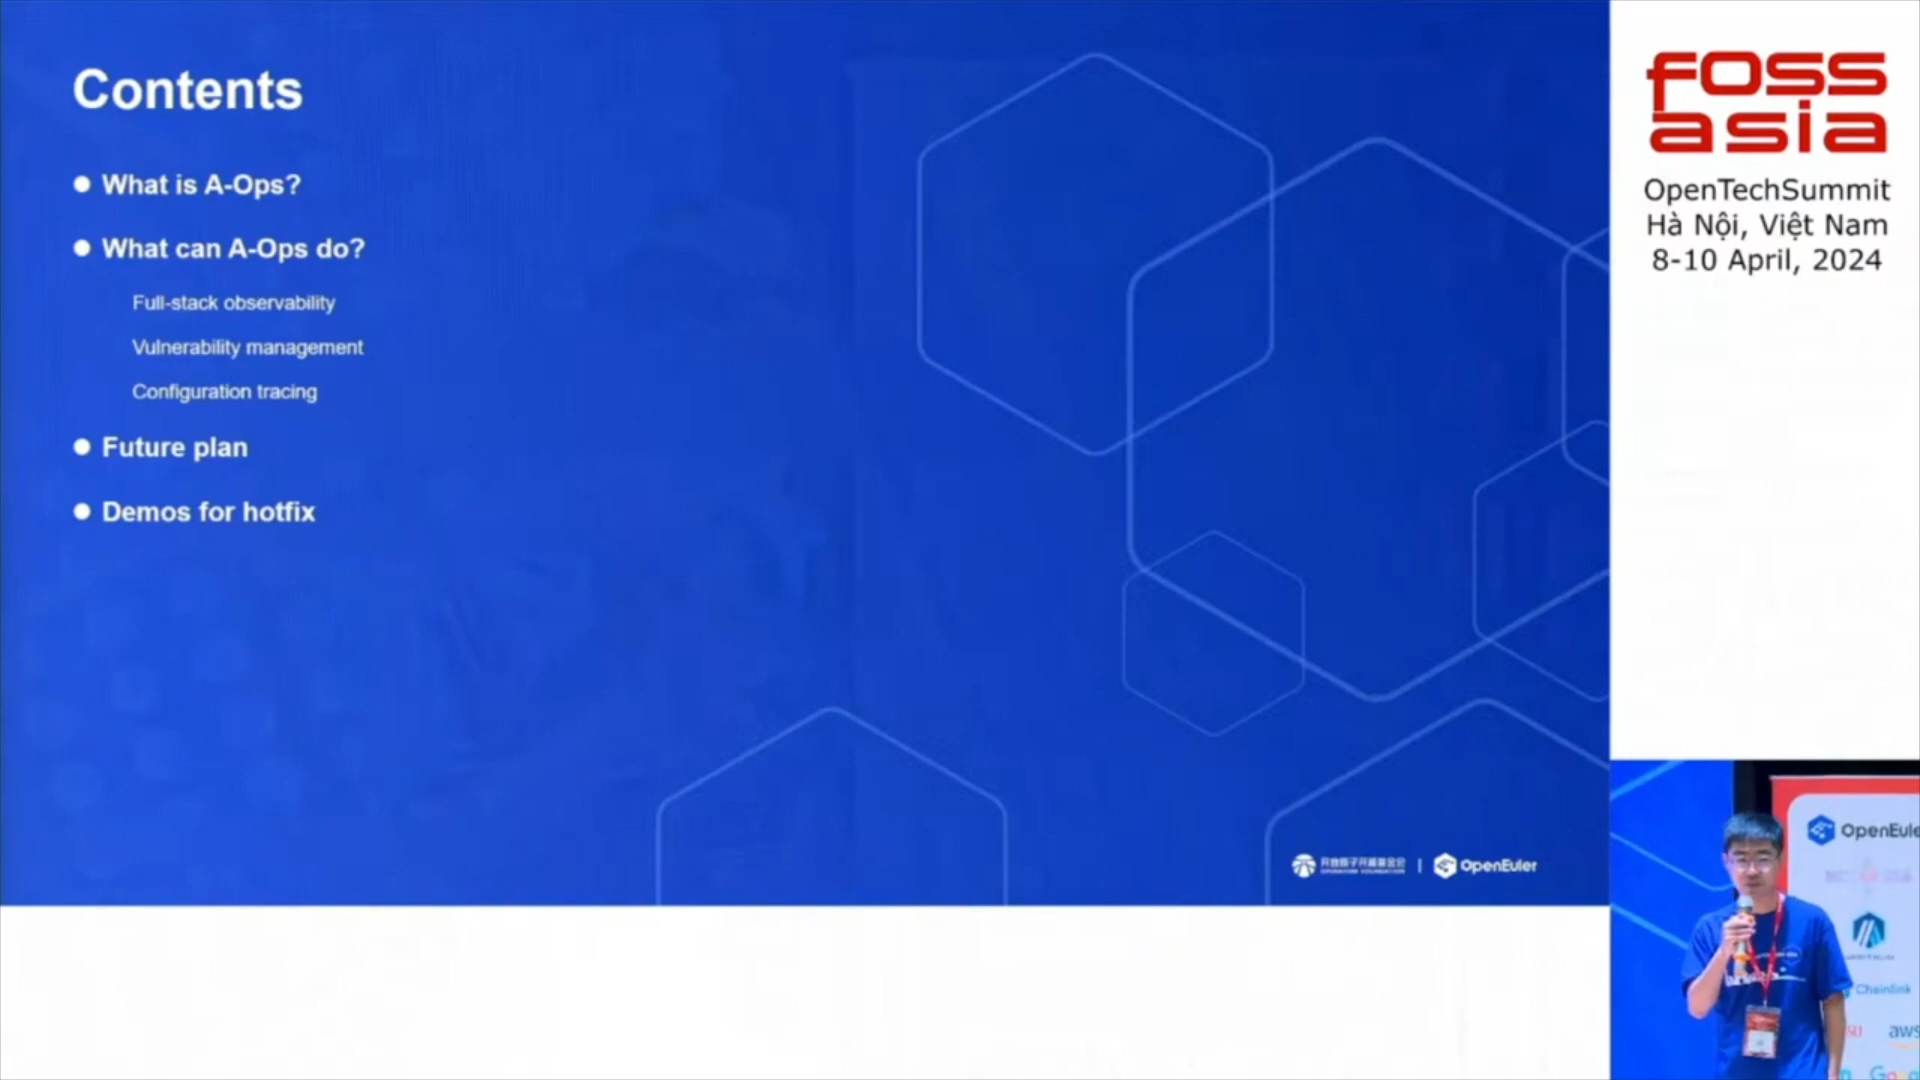 Contents
What is A-Ops?
What can A-Ops do?
Full-stack observability
Vulnerability management
Configuration tracing
Future plan
Demos for hotfix
OpenEuler
foss
asia
OpenTechSummit
Hà Nội, Việt Nam
8-10 April, 2024
OpenEule
Chainlink
aws